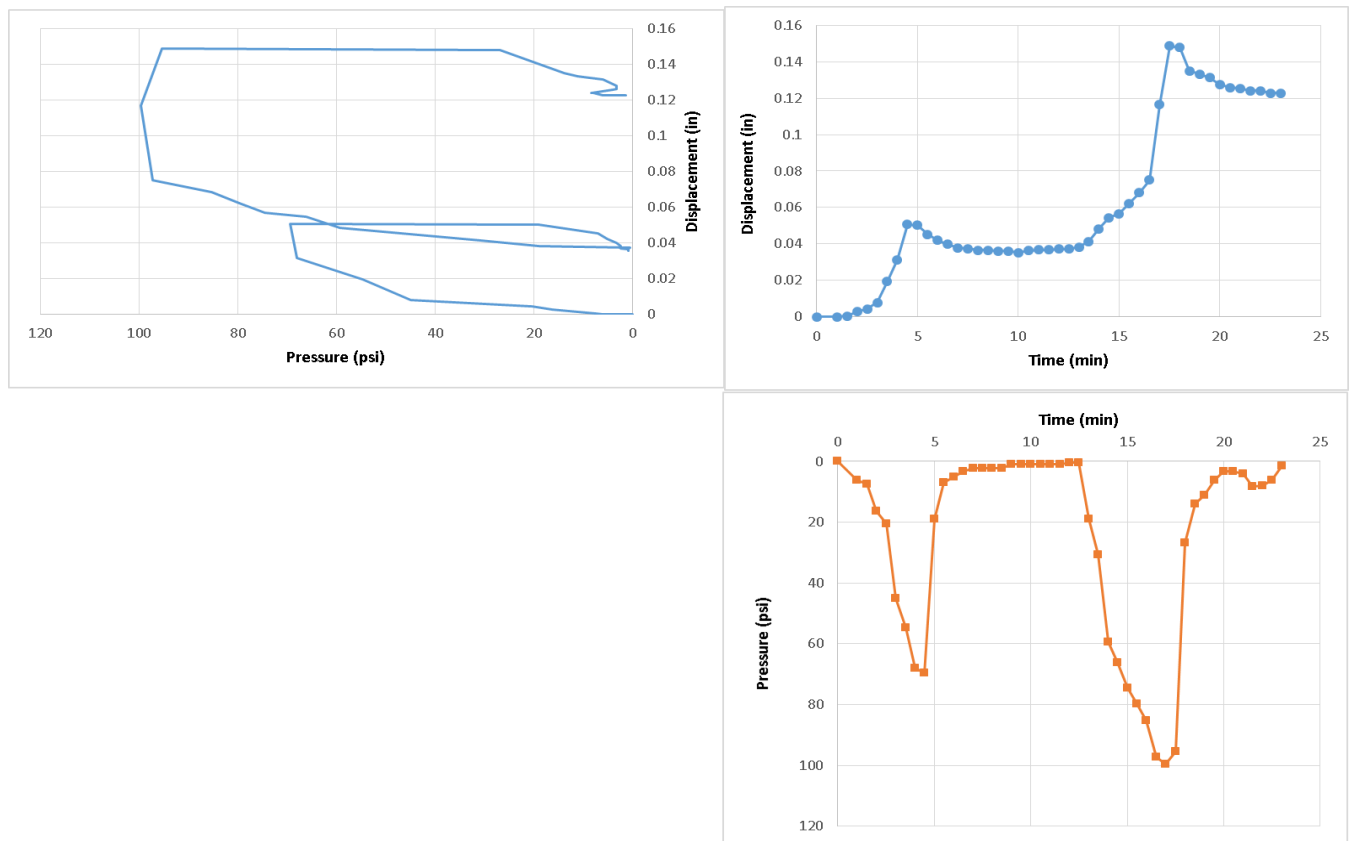 0.16
0.14
0.12
0.1
0.08
0.06
0.04
0.02
0
Displacement (in)
120 100 80 60 40 20 0
Pressure (psi)
0.16
0.14
0.12
0.1
0.08
0.06
0.04
0.02
0
Displacement (in)
0 5 10 15 20 25
Time (min)
Time (min)
0 5 10 15 20 25
0
20
40
60
80
100
120
Pressure (psi)